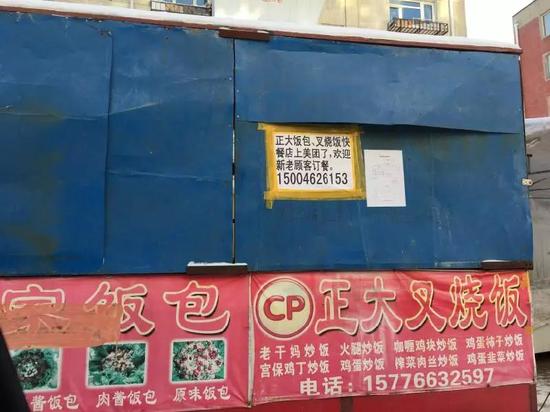 正大饭包、叉烧饭快
餐店上美团了,欢迎
新老顾客订餐。
15004626153
家饭包
酱饭包 肉酱饭包 原味饭包
CP 正大叉烧饭
老干妈炒饭 火腿炒饭 咖喱鸡块炒饭 鸡蛋柿子炒饭
宫保鸡丁炒饭 鸡蛋炒饭 榨菜肉丝炒饭 鸡蛋韭菜炒饭
电话:15776632597